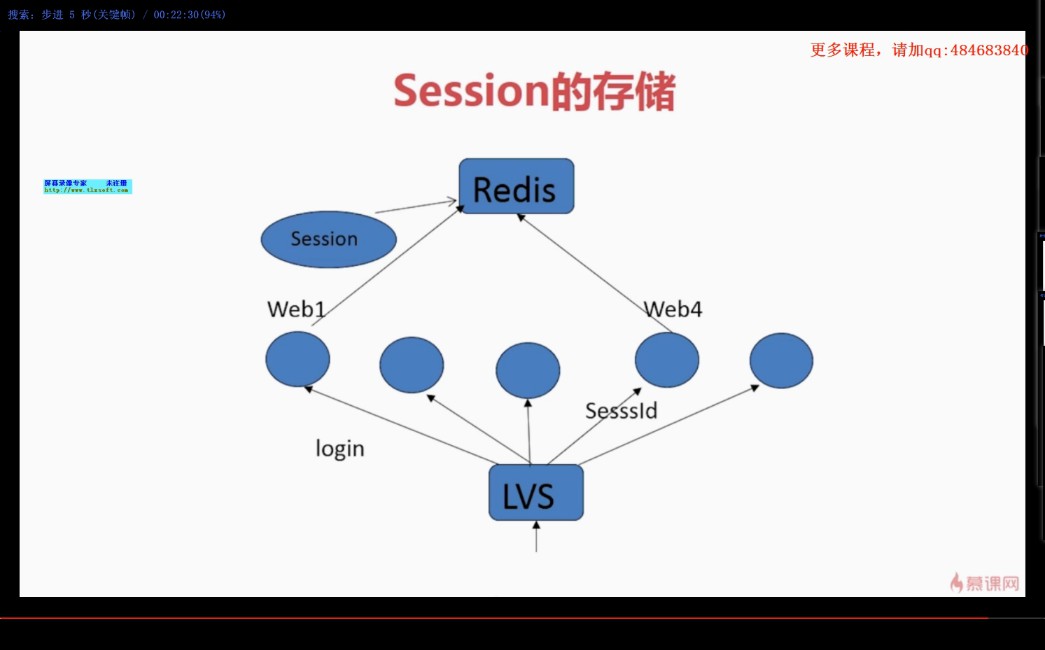 搜索: 步进 5 秒(关键帧) / 00:22:30(94%)
更多课程，请加qq:484683840
Session的存储
屏幕录像专家 未注册
http://www.tlxsoft.com
Redis
Session
Web1
Web4
SesssId
login
LVS
慕课网